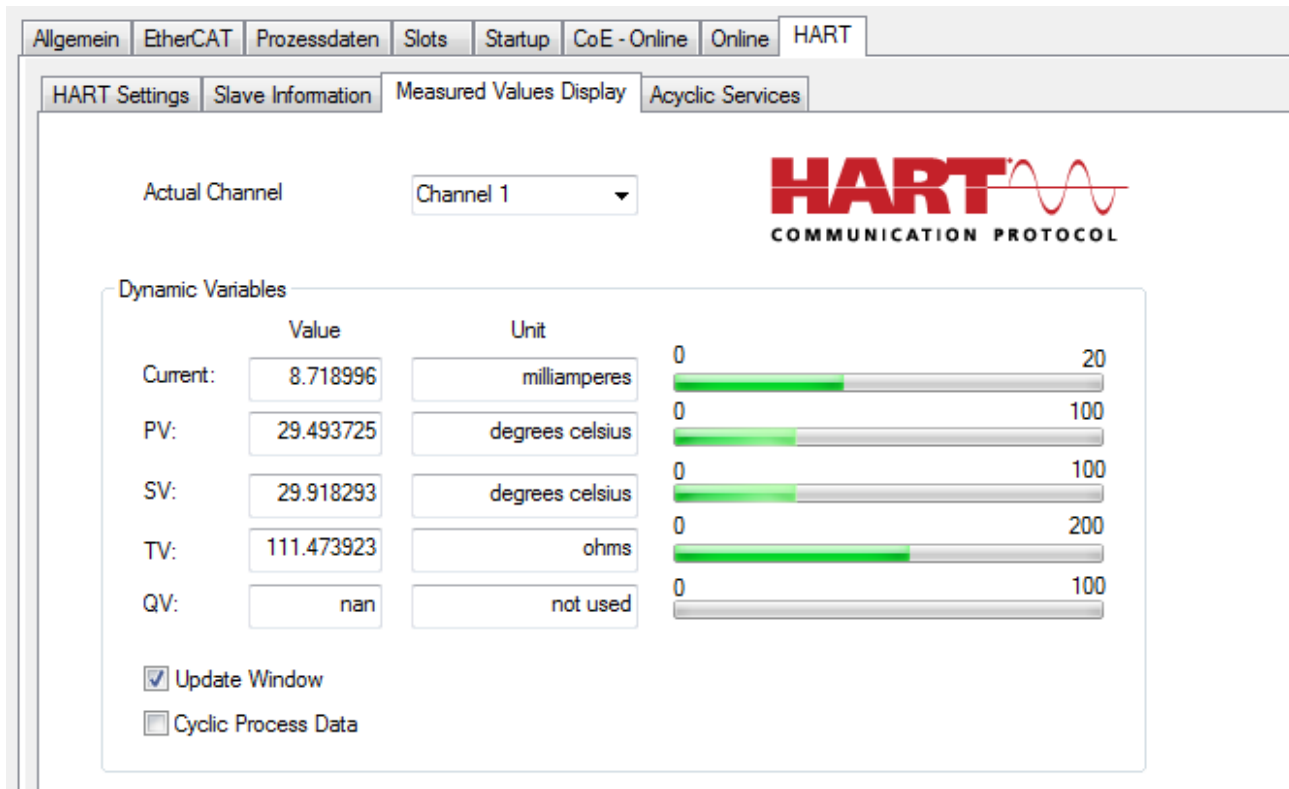 Allgemein EtherCAT Prozessdaten Slots Startup CoE - Online Online HART
HART Settings Slave Information Measured Values Display Acyclic Services
Actual Channel Channel 1
HART
COMMUNICATION PROTOCOL
Dynamic Variables
Value Unit
Current: 8.718996 milliamperes 0 20
PV: 29.493725 degrees celsius 0 100
SV: 29.918293 degrees celsius 0 100
TV: 111.473923 ohms 0 200
QV: nan not used 0 100
Update Window
Cyclic Process Data